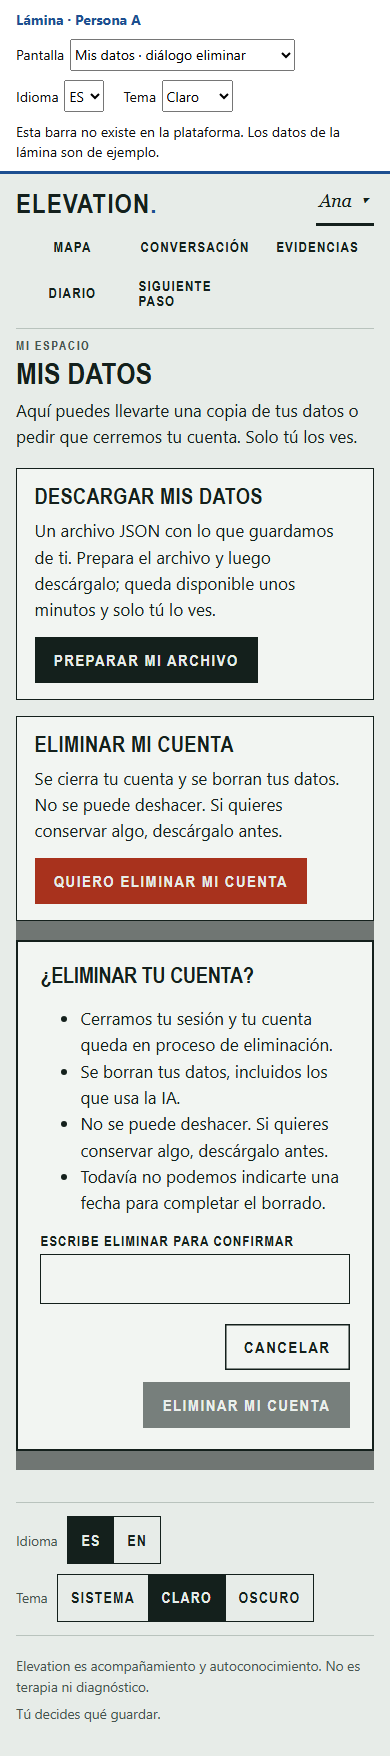 Lámina · Persona A
Pantalla Mis datos · diálogo eliminar
Idioma ES Tema Claro
Esta barra no existe en la plataforma. Los datos de la
lámina son de ejemplo.
ELEVATION.
Ana
MAPA CONVERSACIÓN EVIDENCIAS
DIARIO SIGUIENTE
PASO
MI ESPACIO
MIS DATOS
Aquí puedes llevarte una copia de tus datos o
pedir que cerremos tu cuenta. Solo tú los ves.
DESCARGAR MIS DATOS
Un archivo JSON con lo que guardamos
de ti. Prepara el archivo y luego
descárgalo; queda disponible unos
minutos y solo tú lo ves.
PREPARAR MI ARCHIVO
ELIMINAR MI CUENTA
Se cierra tu cuenta y se borran tus datos.
No se puede deshacer. Si quieres
conservar algo, descárgalo antes.
QUIERO ELIMINAR MI CUENTA
¿ELIMINAR TU CUENTA?
• Cerramos tu sesión y tu cuenta
queda en proceso de eliminación.
• Se borran tus datos, incluidos los
que usa la IA.
• No se puede deshacer. Si quieres
conservar algo, descárgalo antes.
• Todavía no podemos indicarte una
fecha para completar el borrado.
ESCRIBE ELIMINAR PARA CONFIRMAR
CANCELAR
ELIMINAR MI CUENTA
Idioma ES EN
Tema SISTEMA CLARO OSCURO
Elevation es acompañamiento y autoconocimiento. No es
terapia ni diagnóstico.
Tú decides qué guardar.